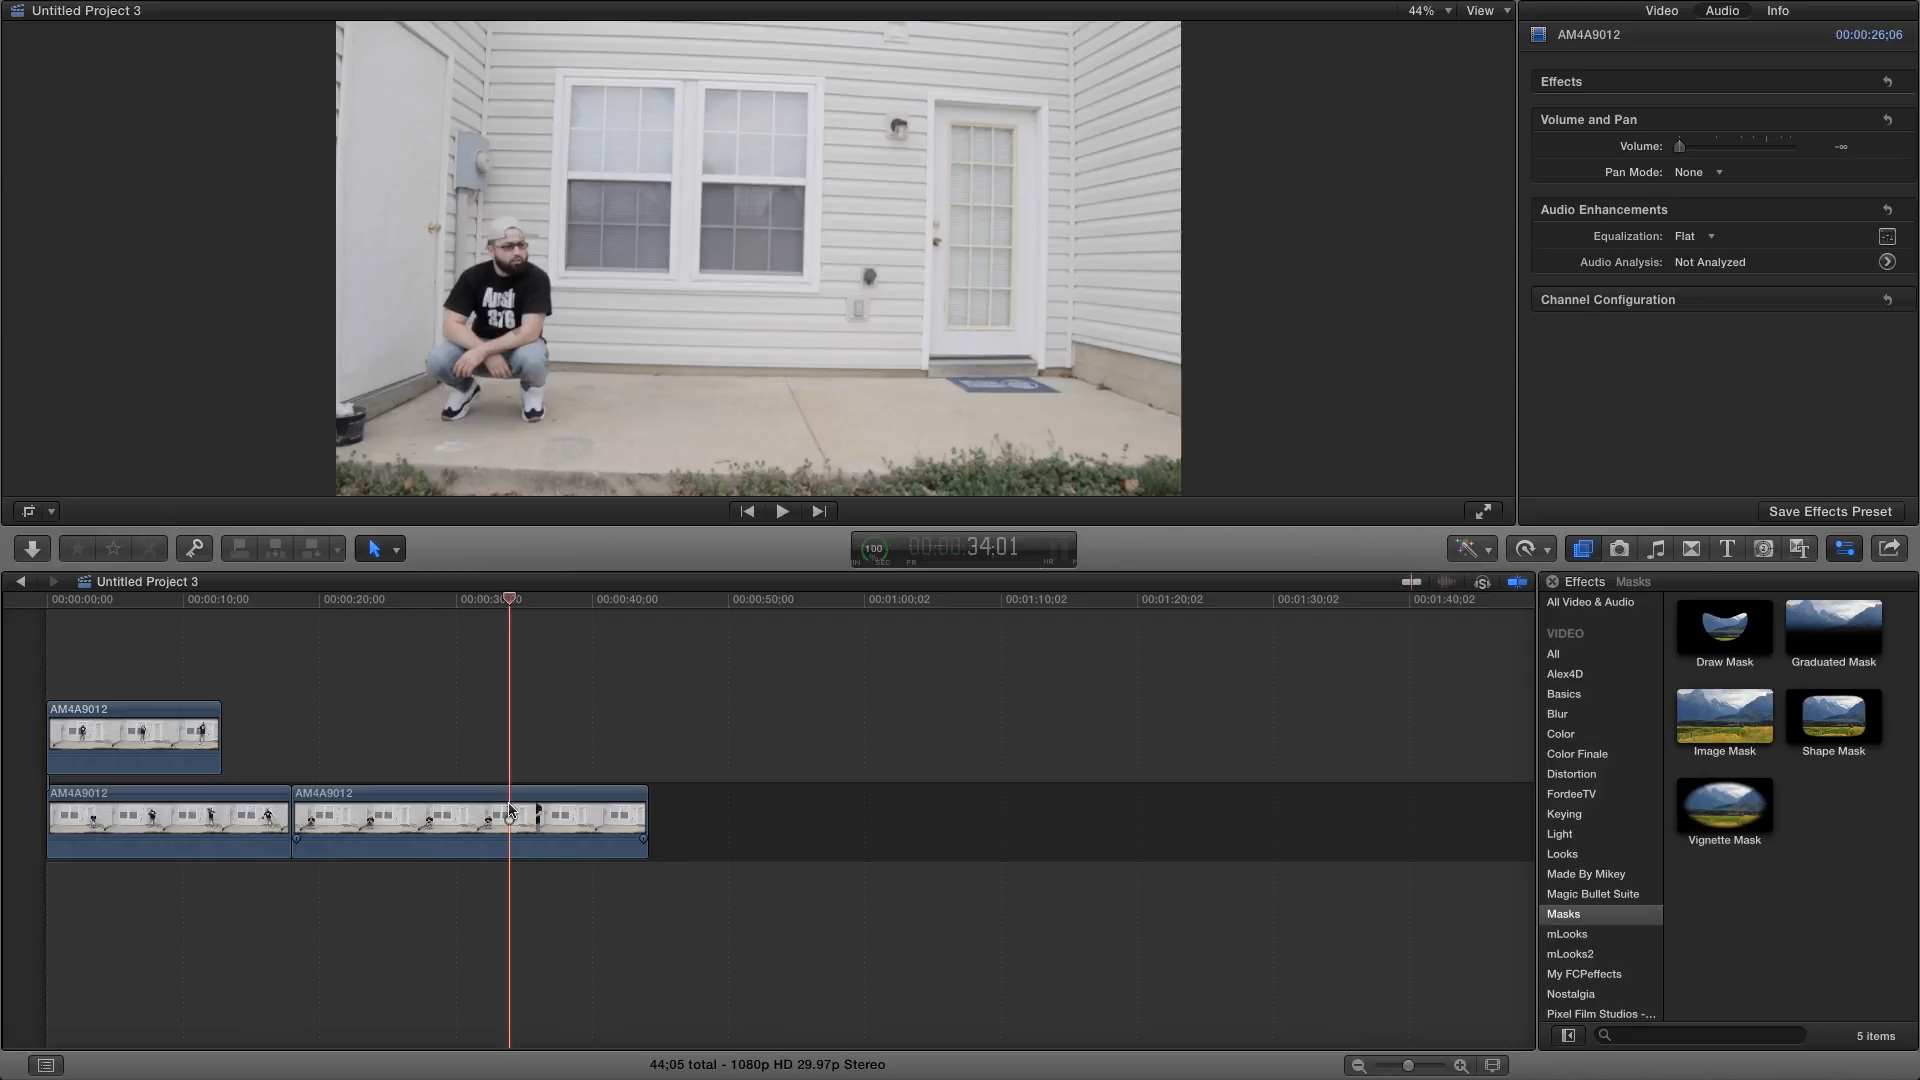 Untitled Project 3
44%
View
Video
Audio
Info
AM4A9012
00:00:26;06
Effects
Volume and Pan
Volume:
-∞
Pan Mode:
None
Audio Enhancements
Equalization:
Flat
Audio Analysis:
Not Analyzed
Channel Configuration
Save Effects Preset
316
100
%
00:00:34:01
SEC
FR
HR
Untitled Project 3
00:00:00;00
00:00:10;00
00:00:20;00
00:00:40;00
00:00:50;00
00:01:00;02
00:01:10;02
00:01:20;02
00:01:30;02
00:01:40;02
AM4A9012
AM4A9012
AM4A9012
Effects
Masks
All Video & Audio
VIDEO
All
Alex4D
Basics
Blur
Color
Color Finale
Distortion
FordeeTV
Keying
Light
Looks
Made By Mikey
Magic Bullet Suite
Masks
mLooks
mLooks2
My FCPeffects
Nostalgia
Pixel Film Studios -...
Draw Mask
Graduated Mask
Image Mask
Shape Mask
Vignette Mask
5 items
44;05 total - 1080p HD 29.97p Stereo